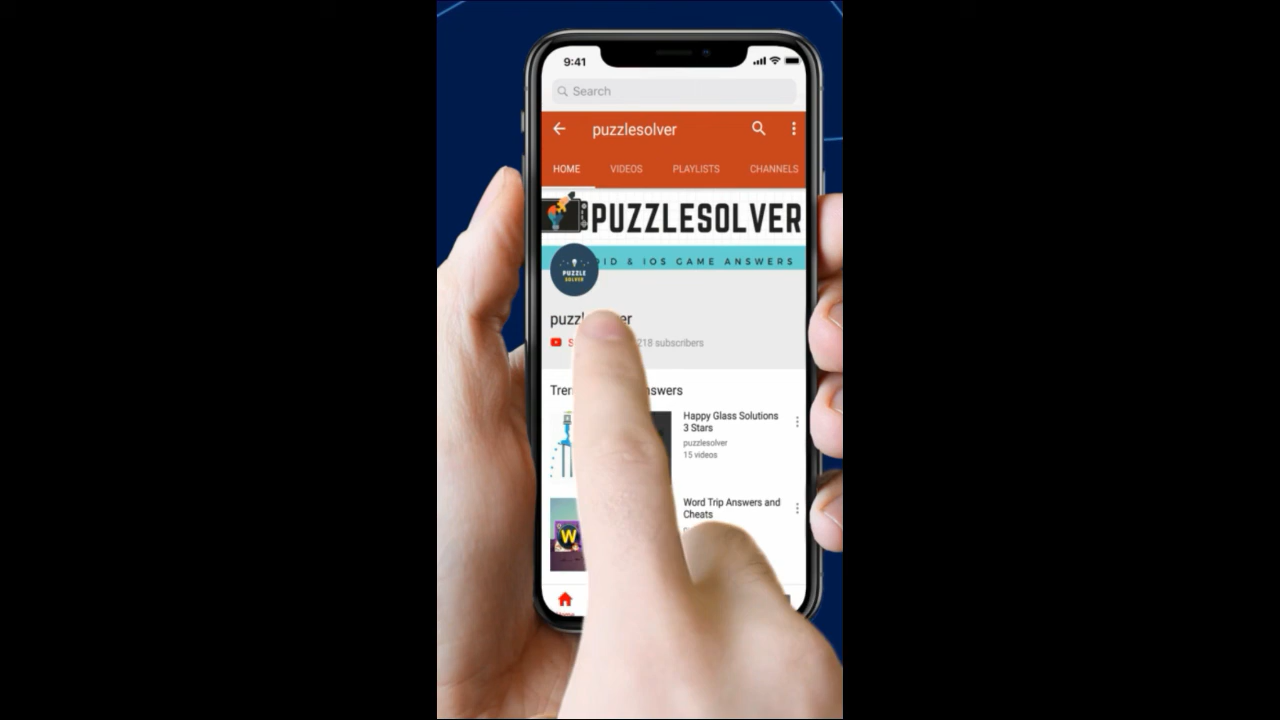 9:41
Search
puzzlesolver
HOME VIDEOS PLAYLISTS CHANNELS
PUZZLESOLVER
& IOS GAME ANSWERS
PUZZLE
SOLVER
218 subscribers
Happy Glass Solutions
3 Stars
puzzlesolver
15 videos
Word Trip Answers and
Cheats
W